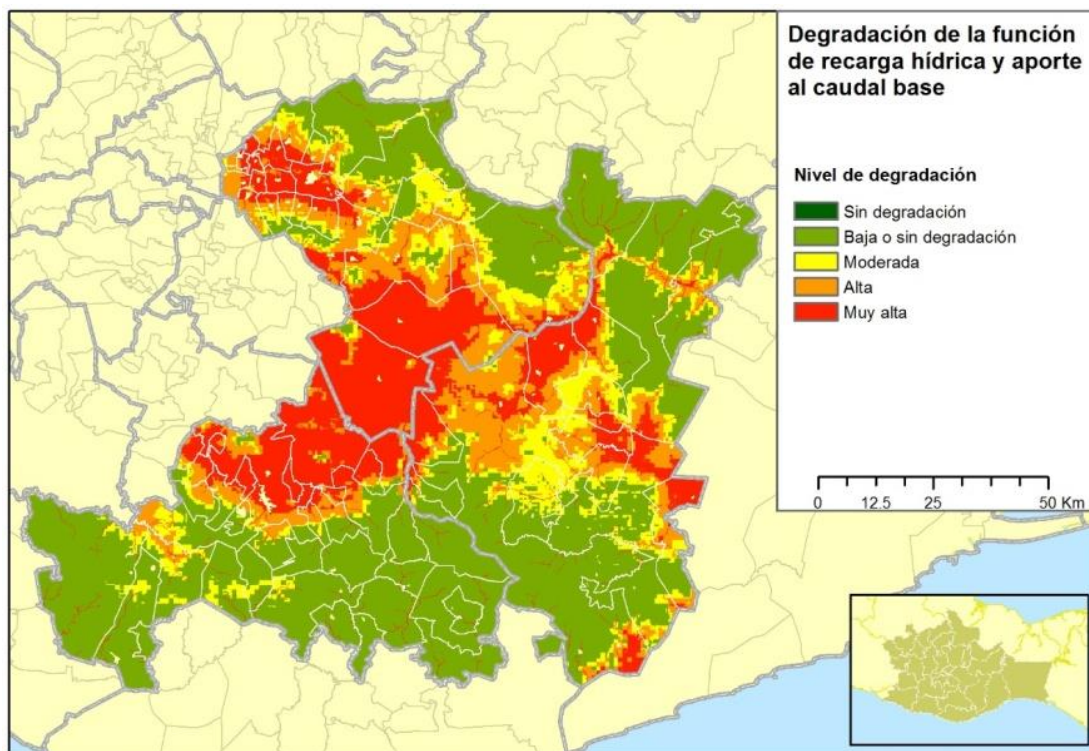 Degradación de la función
de recarga hídrica y aporte
al caudal base
Nivel de degradación
Sin degradación
Baja o sin degradación
Moderada
Alta
Muy alta
0 12.5 25 50 Km